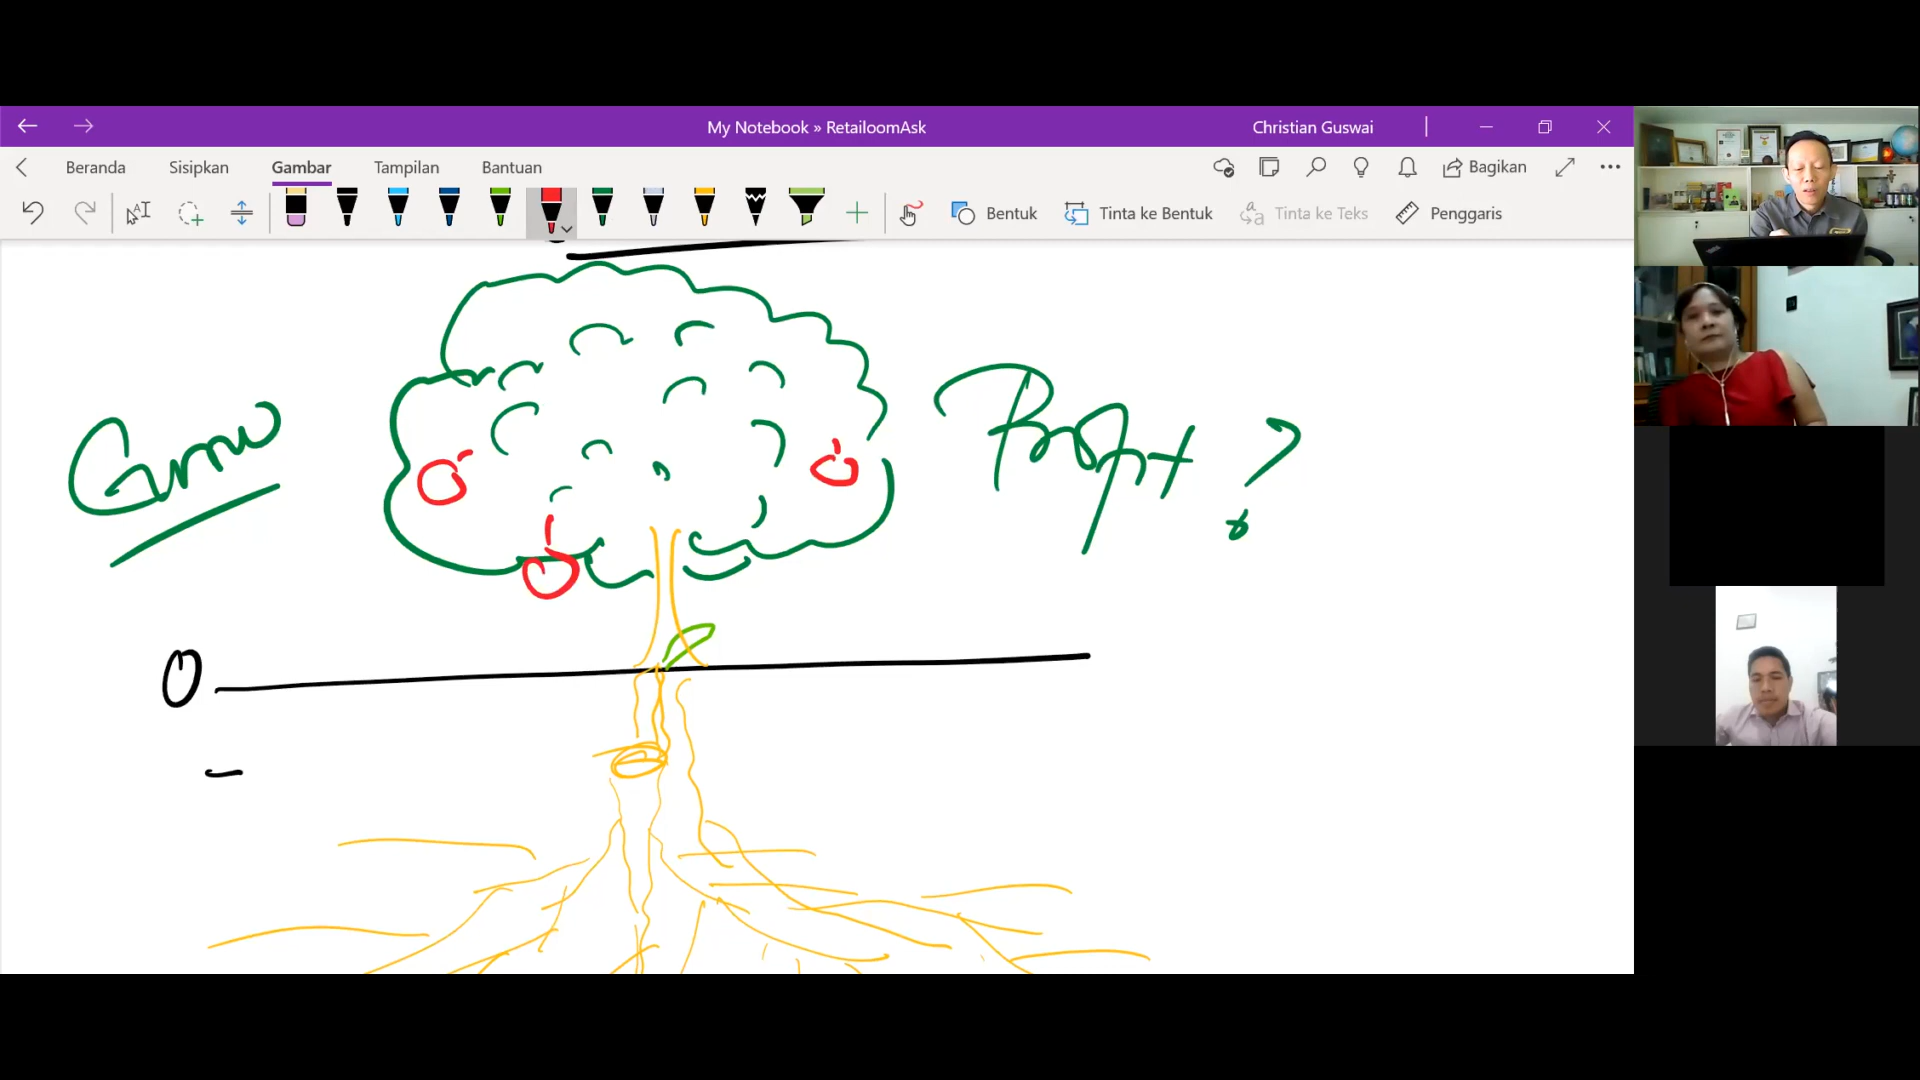 My Notebook » RetailoomAsk
Christian Guswai
Beranda
Sisipkan
Gambar
Tampilan
Bantuan
Bagikan
Bentuk
Tinta ke Bentuk
Tinta ke Teks
Penggaris
Grow
Profit ?
0
-